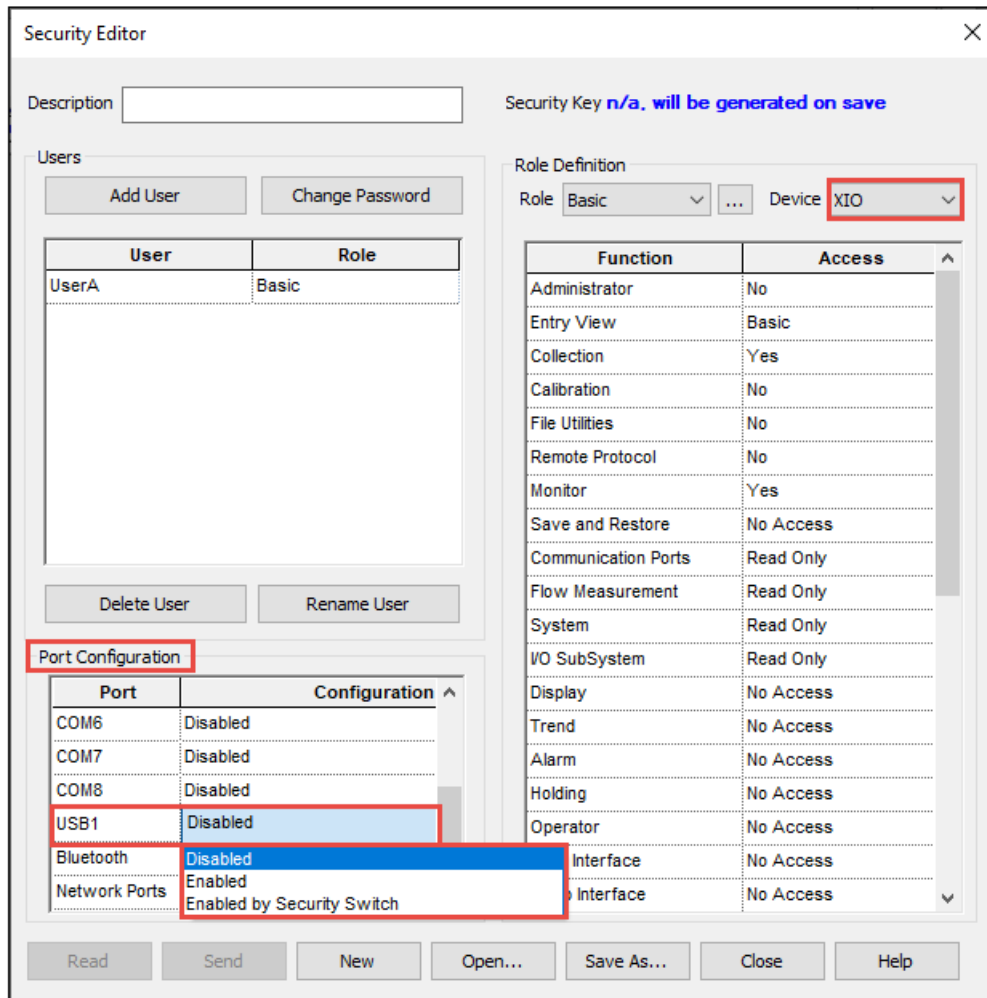 Security Editor
Description
Security Key n/a, will be generated on save
Users
Add User
Change Password
User Role
UserA Basic
Delete User
Rename User
Port Configuration
Port Configuration
COM6 Disabled
COM7 Disabled
COM8 Disabled
USB1 Disabled
Bluetooth
Network Ports
Disabled
Enabled
Enabled by Security Switch
Role Definition
Role Basic ... Device XIO
Function Access
Administrator No
Entry View Basic
Collection Yes
Calibration No
File Utilities No
Remote Protocol No
Monitor Yes
Save and Restore No Access
Communication Ports Read Only
Flow Measurement Read Only
System Read Only
I/O SubSystem Read Only
Display No Access
Trend No Access
Alarm No Access
Holding No Access
Operator No Access
Interface No Access
Interface No Access
Read
Send
New
Open...
Save As...
Close
Help